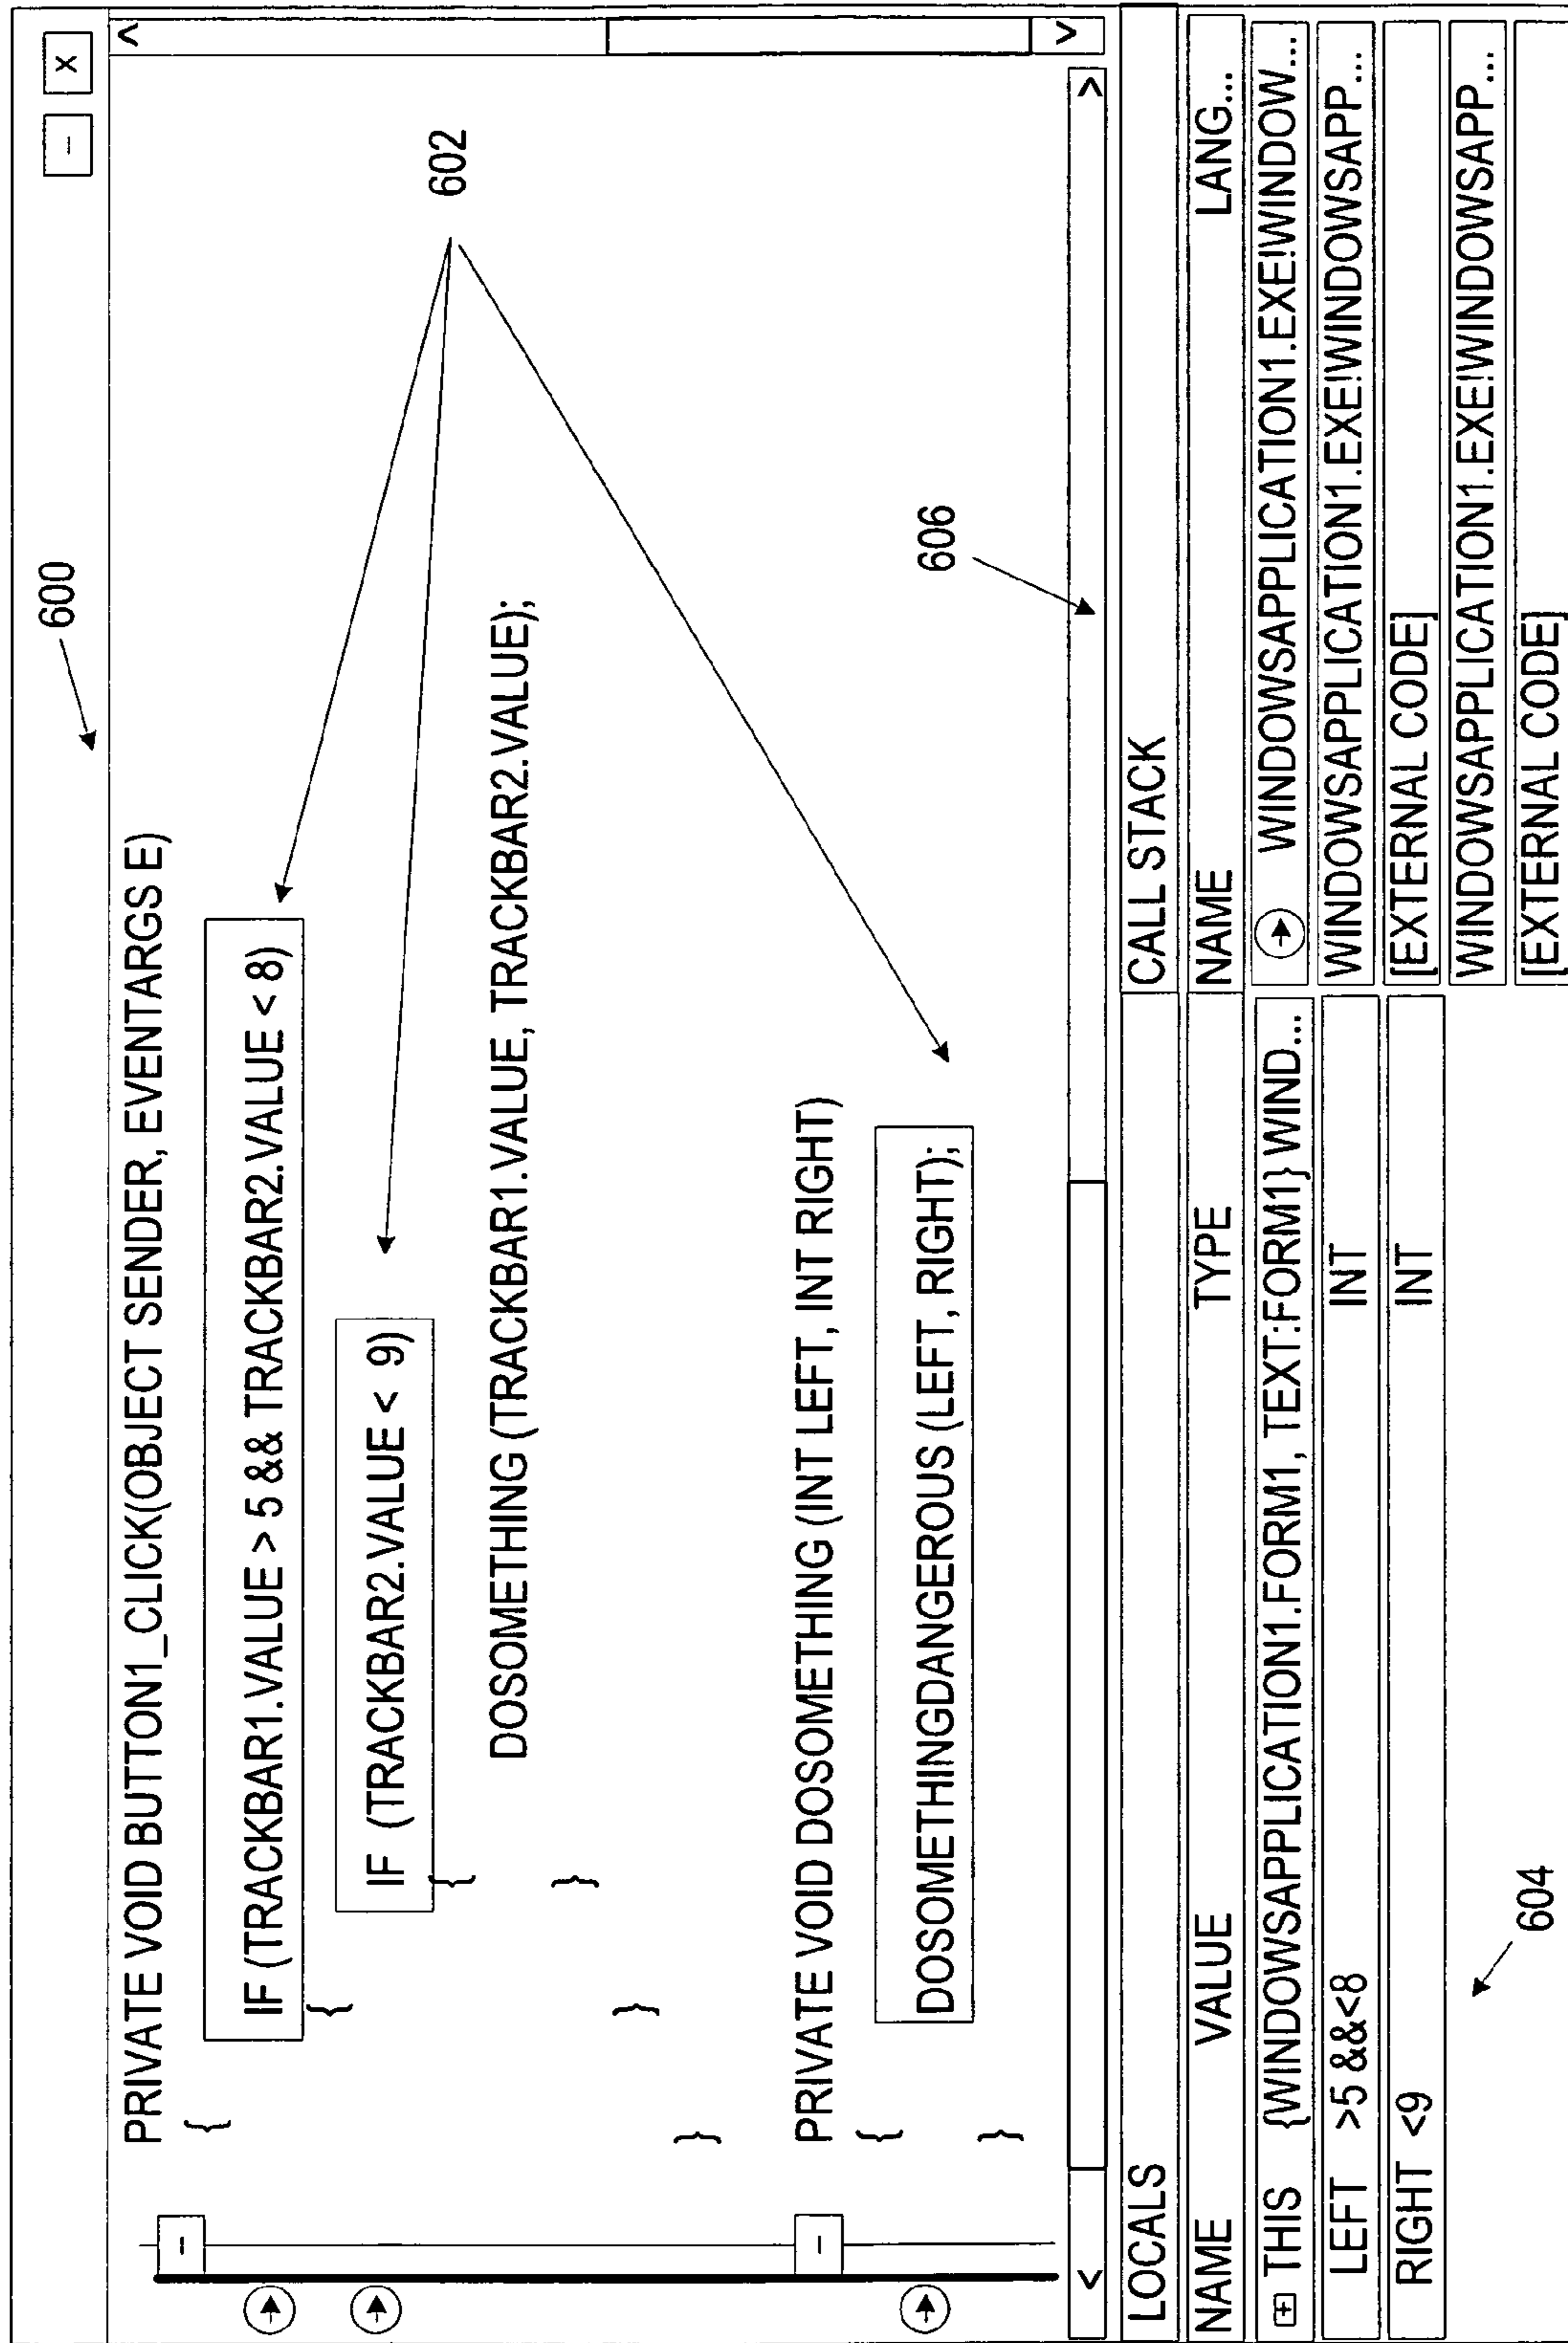 600
– X
PRIVATE VOID BUTTON1_CLICK(OBJECT SENDER, EVENTARGS E)
{
IF (TRACKBAR1.VALUE > 5 && TRACKBAR2.VALUE < 8)
{
602
IF (TRACKBAR2.VALUE < 9)
{
DOSOMETHING (TRACKBAR1.VALUE, TRACKBAR2.VALUE);
}
}
}
PRIVATE VOID DOSOMETHING (INT LEFT, INT RIGHT)
{
DOSOMETHINGDANGEROUS (LEFT, RIGHT);
}
606
LOCALS
NAME VALUE TYPE
THIS {WINDOWSAPPLICATION1.FORM1, TEXT:FORM1} WIND...
LEFT >5 &&<8 INT
RIGHT <9 INT
604
CALL STACK
NAME LANG...
WINDOWSAPPLICATION1.EXE!WINDOW...
WINDOWSAPPLICATION1.EXE!WINDOWSAPP...
[EXTERNAL CODE]
WINDOWSAPPLICATION1.EXE!WINDOWSAPP...
[EXTERNAL CODE]